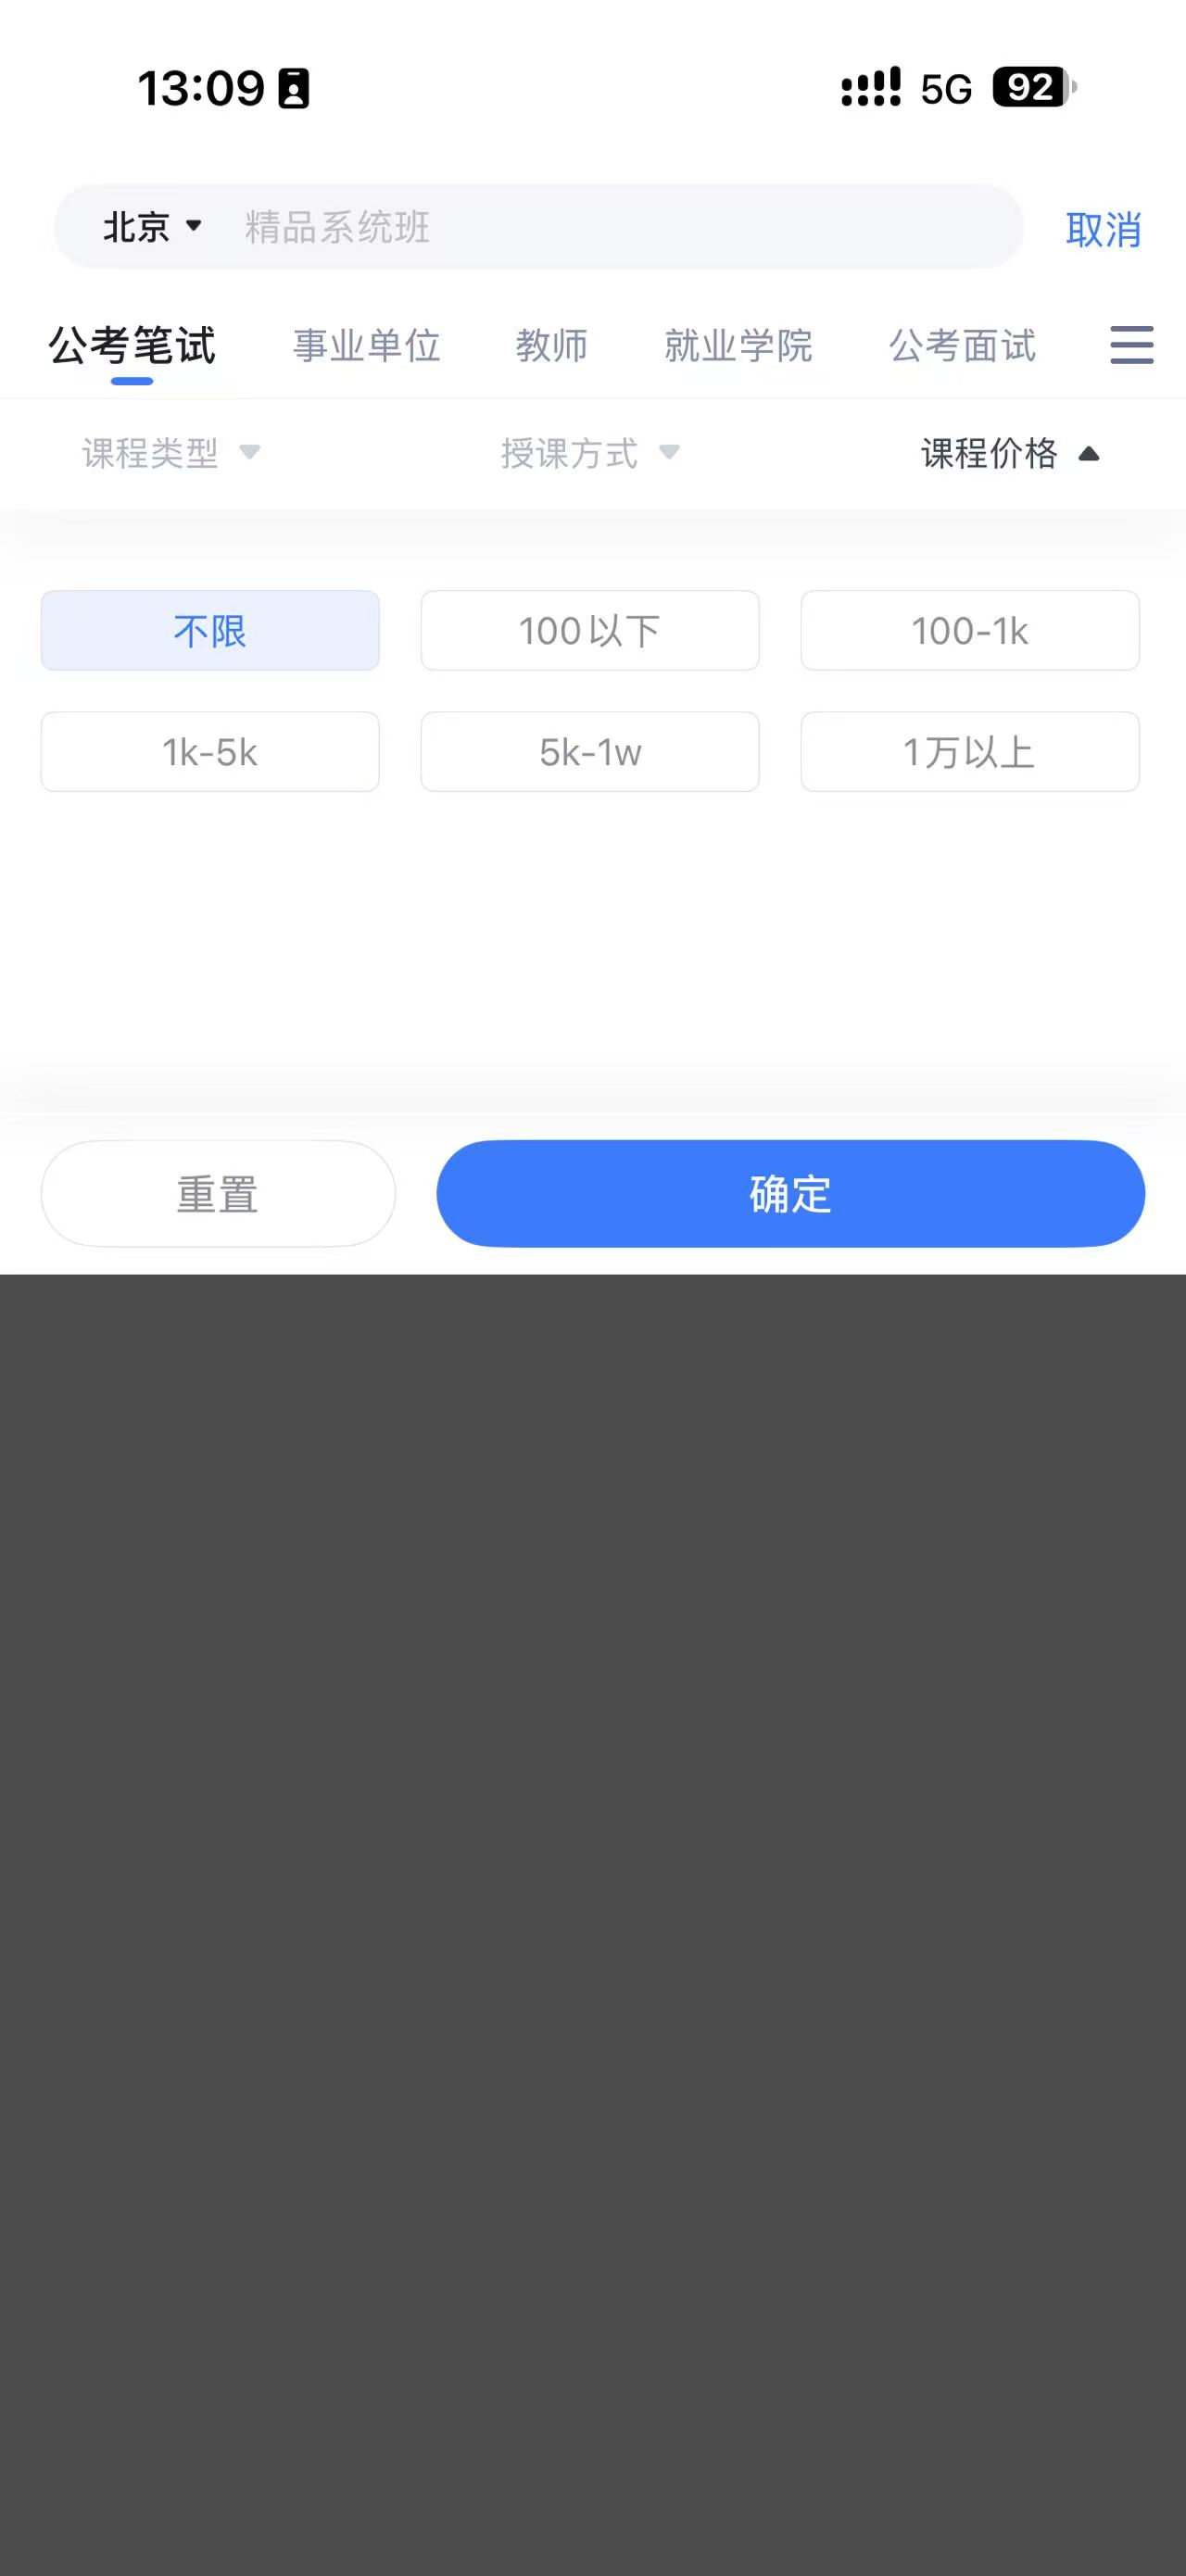 13:09 5G 92
北京 精品系统班 取消
公考笔试 事业单位 教师 就业学院 公考面试
课程类型 授课方式 课程价格
不限 100以下 100-1k
1k-5k 5k-1w 1万以上
重置 确定